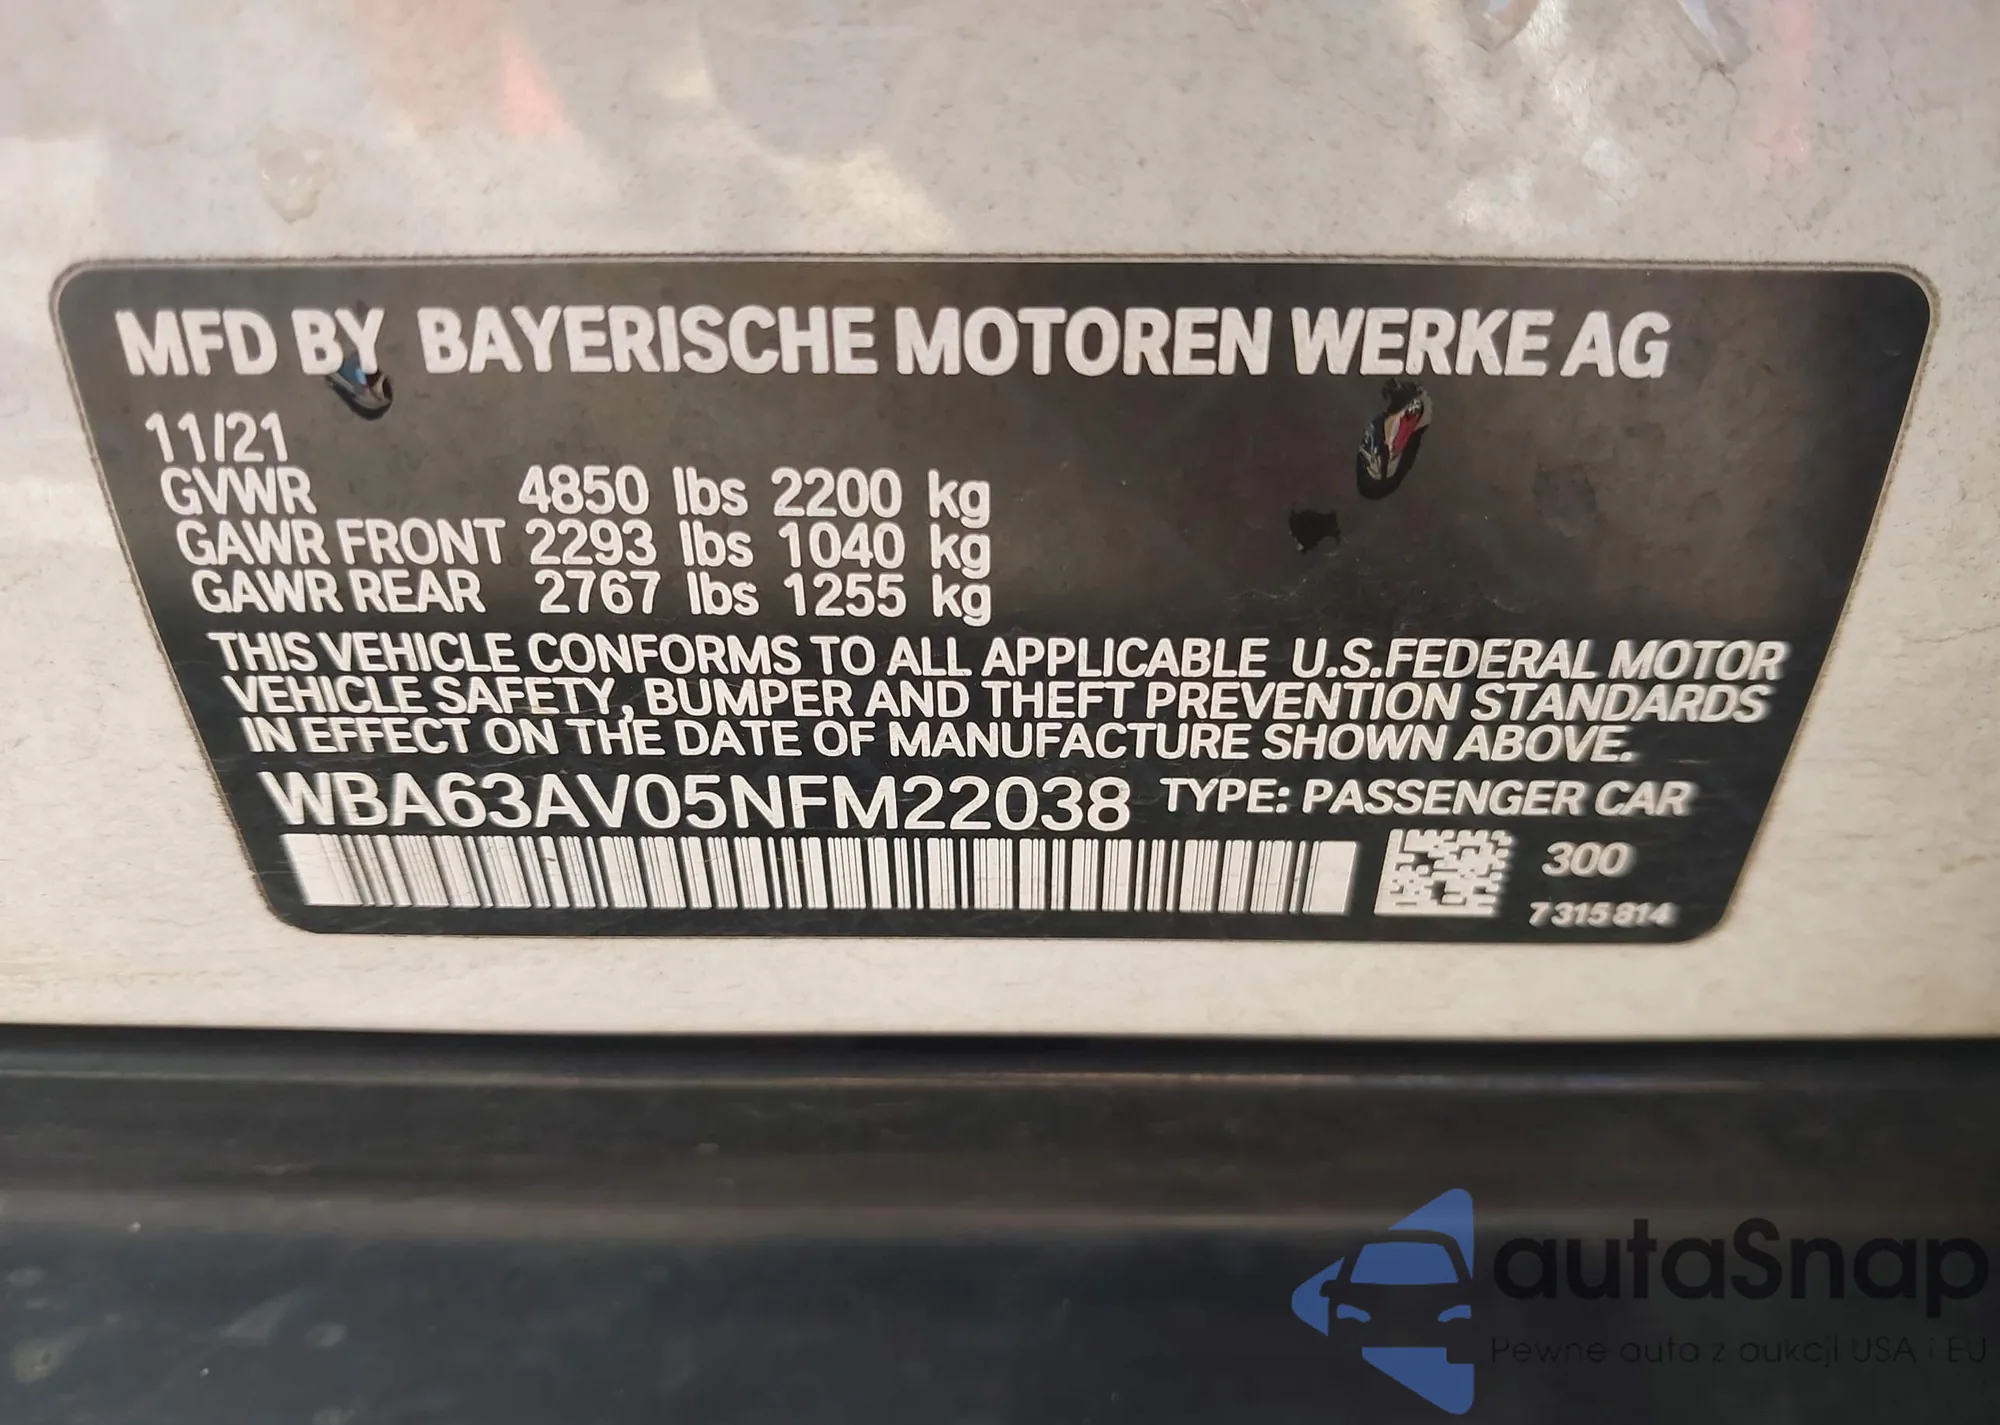 MFD BY BAYERISCHE MOTOREN WERKE AG
11/21
GVWR 4850 lbs 2200 kg
GAWR FRONT 2293 lbs 1040 kg
GAWR REAR 2767 lbs 1255 kg
THIS VEHICLE CONFORMS TO ALL APPLICABLE U.S.FEDERAL MOTOR
VEHICLE SAFETY, BUMPER AND THEFT PREVENTION STANDARDS
IN EFFECT ON THE DATE OF MANUFACTURE SHOWN ABOVE.
WBA63AV05NFM22038 TYPE: PASSENGER CAR
300
7 315 814
autaSnap
Pewne auta z aukcji USA i EU